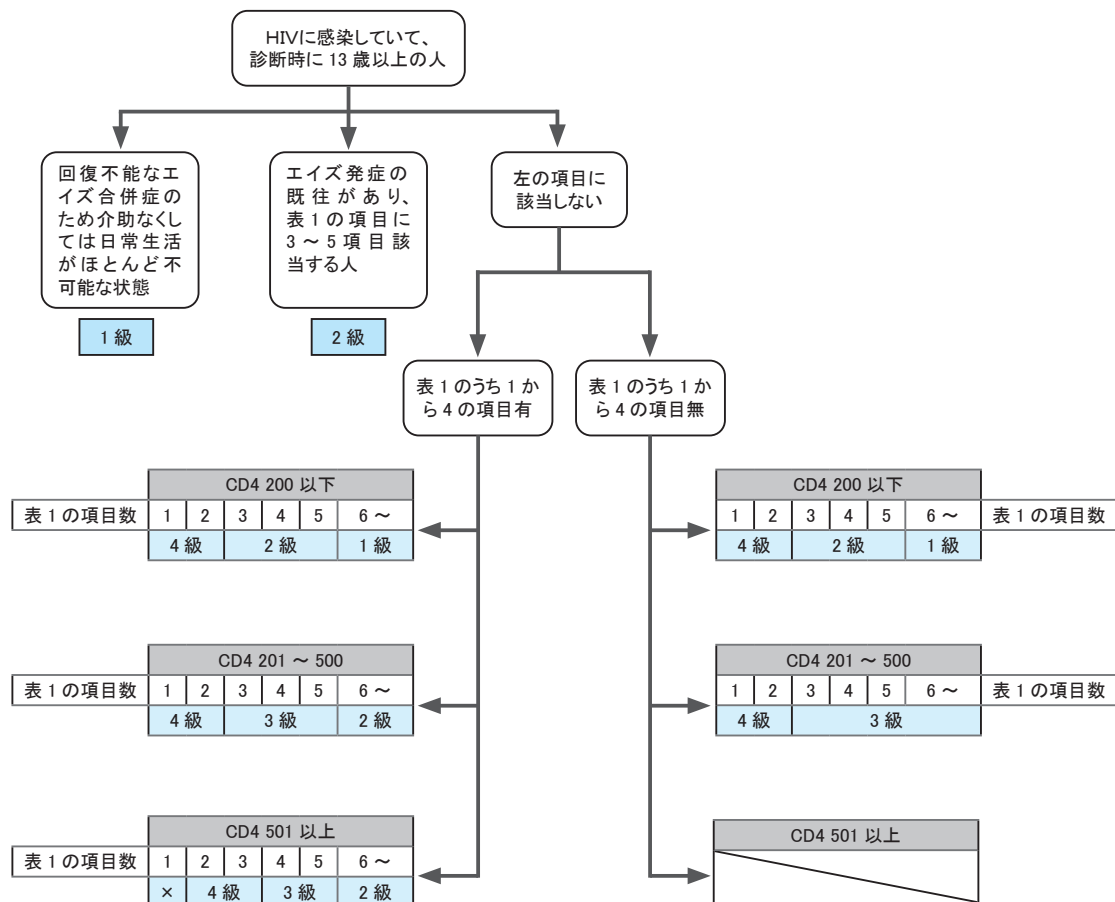 HIVに感染していて、
診断時に 13 歳以上の人
回復不能なエ
イズ合併症の
ため介助なくし
ては日常生活
がほとんど不
可能な状態
1 級
エイズ発症の
既往があり、
表1の項目に
3～5項目該
当する人
2 級
左の項目に
該当しない
表 1 のうち 1 か
ら 4 の項目有
表 1 のうち 1 か
ら 4 の項目無
CD4 200 以下
表 1 の項目数 1 2 3 4 5 6 ～
4 級 2 級 1 級
CD4 200 以下
1 2 3 4 5 6 ～ 表 1 の項目数
4 級 2 級 1 級
CD4 201 ～ 500
表 1 の項目数 1 2 3 4 5 6 ～
4 級 3 級 2 級
CD4 201 ～ 500
1 2 3 4 5 6 ～ 表 1 の項目数
4 級 3 級
CD4 501 以上
表 1 の項目数 1 2 3 4 5 6 ～
× 4 級 3 級 2 級
CD4 501 以上